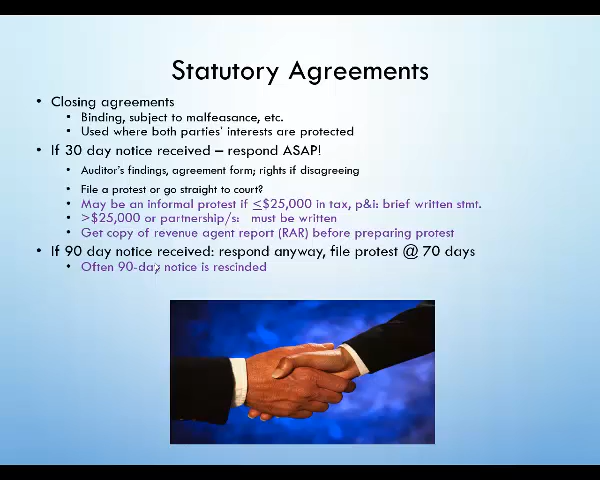 Statutory Agreements
• Closing agreements
• Binding, subject to malfeasance, etc.
• Used where both parties' interests are protected
• If 30 day notice received – respond ASAP!
• Auditor's findings, agreement form; rights if disagreeing
• File a protest or go straight to court?
• May be an informal protest if <$25,000 in tax, p&i: brief written stmt.
• >$25,000 or partnership/s: must be written
• Get copy of revenue agent report (RAR) before preparing protest
• If 90 day notice received: respond anyway, file protest @ 70 days
• Often 90-day notice is rescinded